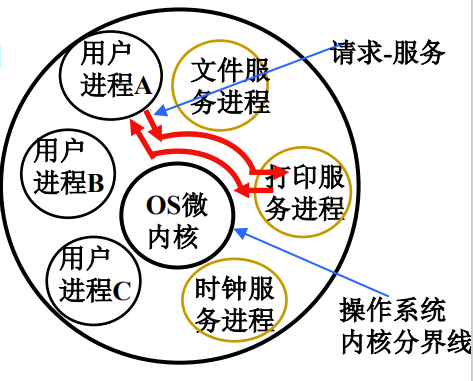 用户
进程A
文件服
务进程
请求-服务
用户
进程B
打印服
务进程
OS微
内核
用户
进程C
时钟服
务进程
操作系统
内核分界线